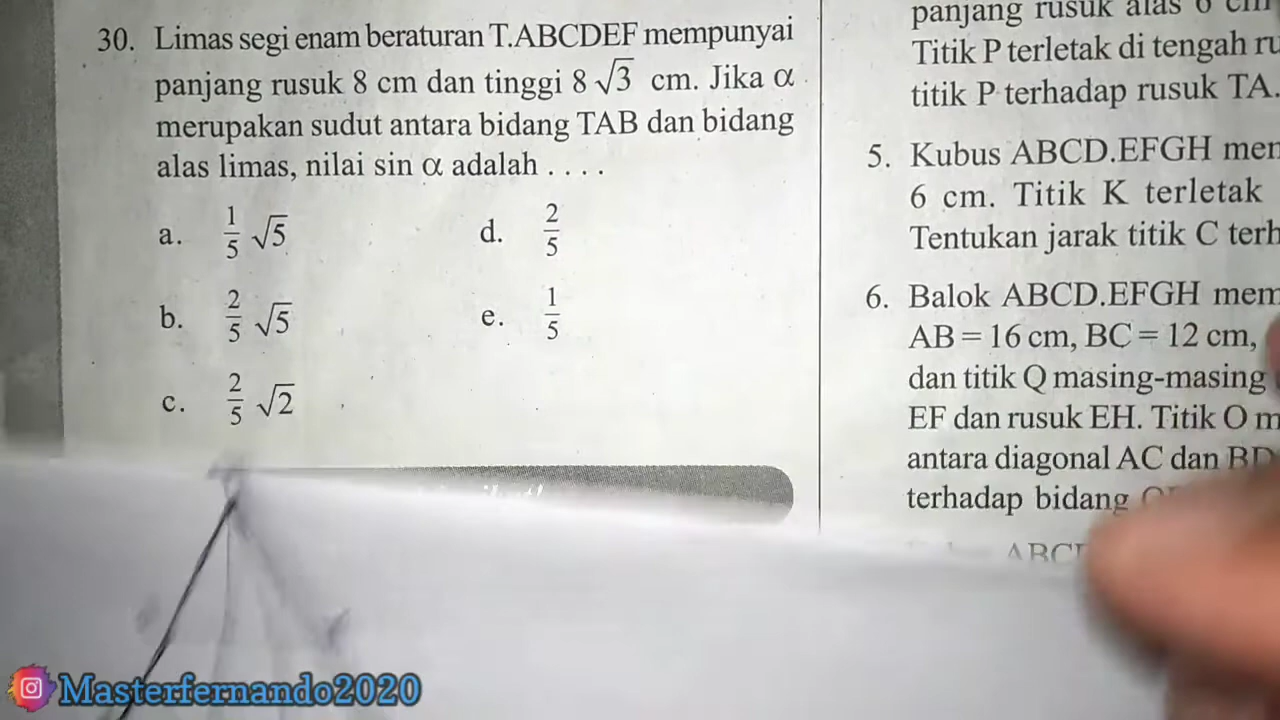 30. Limas segi enam beraturan T.ABCDEF mempunyai
panjang rusuk 8 cm dan tinggi 8 √3 cm. Jika α
merupakan sudut antara bidang TAB dan bidang
alas limas, nilai sin α adalah . . . .
a. 1/5 √5
d. 2/5
b. 2/5 √5
e. 1/5
c. 2/5 √2
panjang rusuk alas 6 cm
Titik P terletak di tengah
titik P terhadap rusuk TA.
5. Kubus ABCD.EFGH
6 cm. Titik K terletak
Tentukan jarak titik C
6. Balok ABCD.EFGH
AB = 16 cm, BC = 12 cm,
dan titik Q masing-masing
EF dan rusuk EH. Titik O
antara diagonal AC dan BD
terhadap bidang
Masterfernando2020